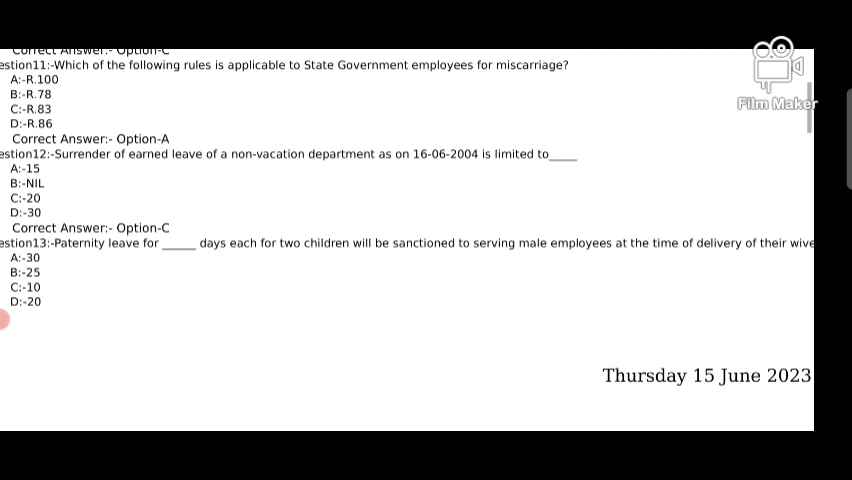 Correct Answer:- Option-C
estion11:-Which of the following rules is applicable to State Government employees for miscarriage?
A:-R.100
B:-R.78
C:-R.83
D:-R.86
Correct Answer:- Option-A
estion12:-Surrender of earned leave of a non-vacation department as on 16-06-2004 is limited to____
A:-15
B:-NIL
C:-20
D:-30
Correct Answer:- Option-C
estion13:-Paternity leave for _____ days each for two children will be sanctioned to serving male employees at the time of delivery of their wive
A:-30
B:-25
C:-10
D:-20
Thursday 15 June 2023
Film Maker